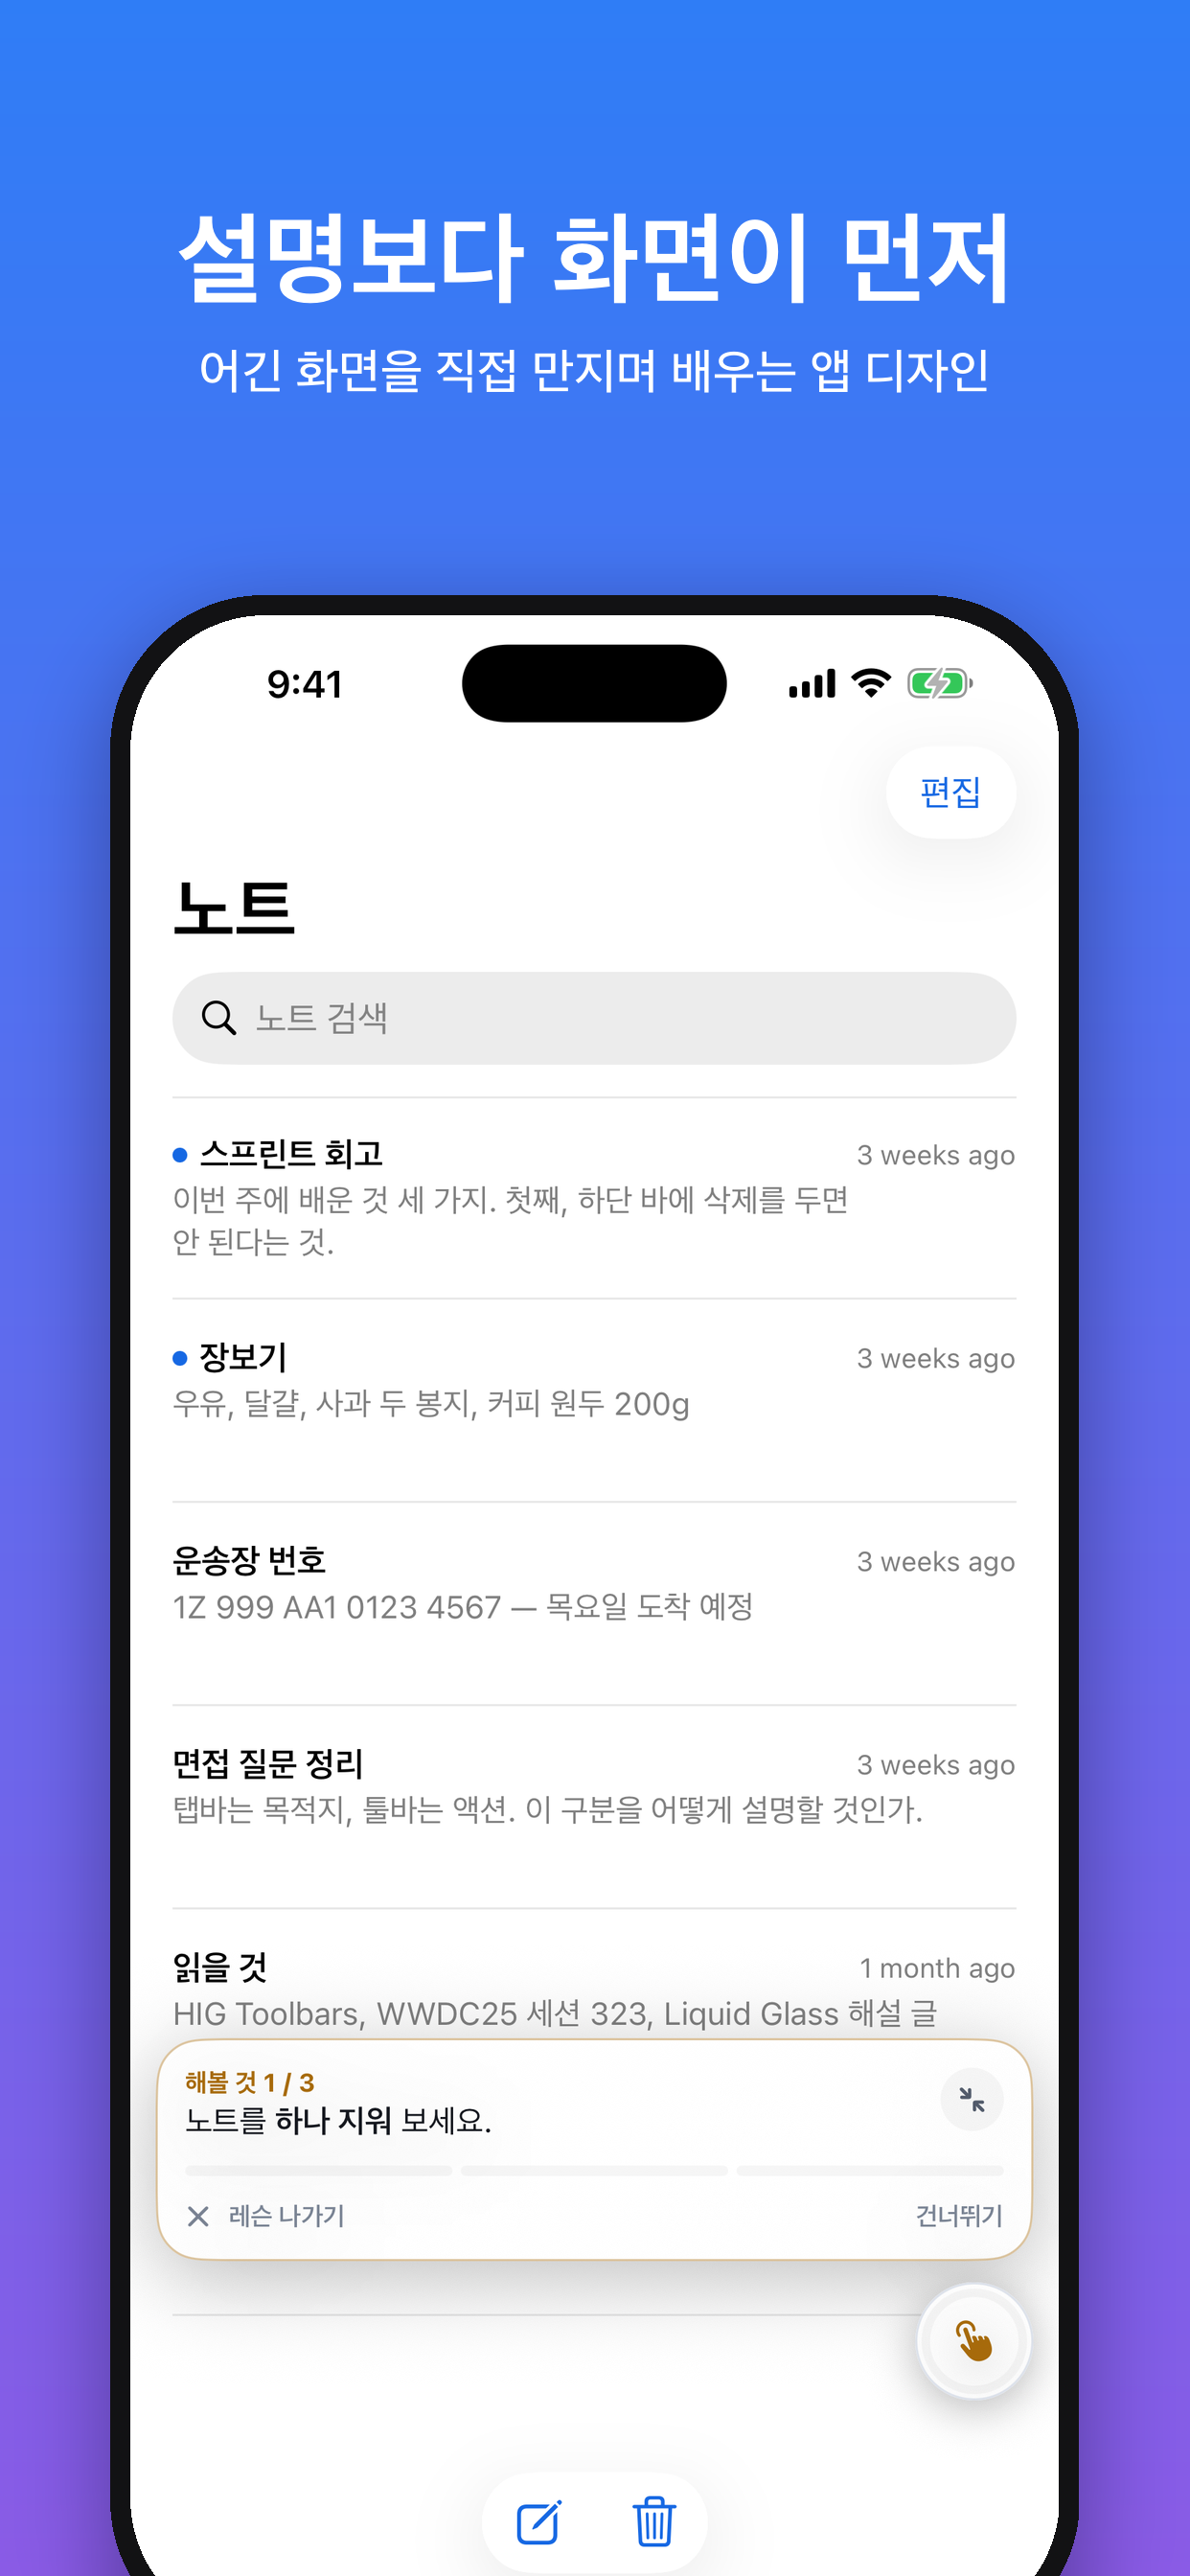 설명보다 화면이 먼저
어긴 화면을 직접 만지며 배우는 앱 디자인
9:41
편집
노트
노트 검색
스프린트 회고 3 weeks ago
이번 주에 배운 것 세 가지. 첫째, 하단 바에 삭제를 두면
안 된다는 것.
장보기 3 weeks ago
우유, 달걀, 사과 두 봉지, 커피 원두 200g
운송장 번호 3 weeks ago
1Z 999 AA1 0123 4567 — 목요일 도착 예정
면접 질문 정리 3 weeks ago
탭바는 목적지, 툴바는 액션. 이 구분을 어떻게 설명할 것인가.
읽을 것 1 month ago
HIG Toolbars, WWDC25 세션 323, Liquid Glass 해설 글
해볼 것 1 / 3
노트를 하나 지워 보세요.
레슨 나가기 건너뛰기